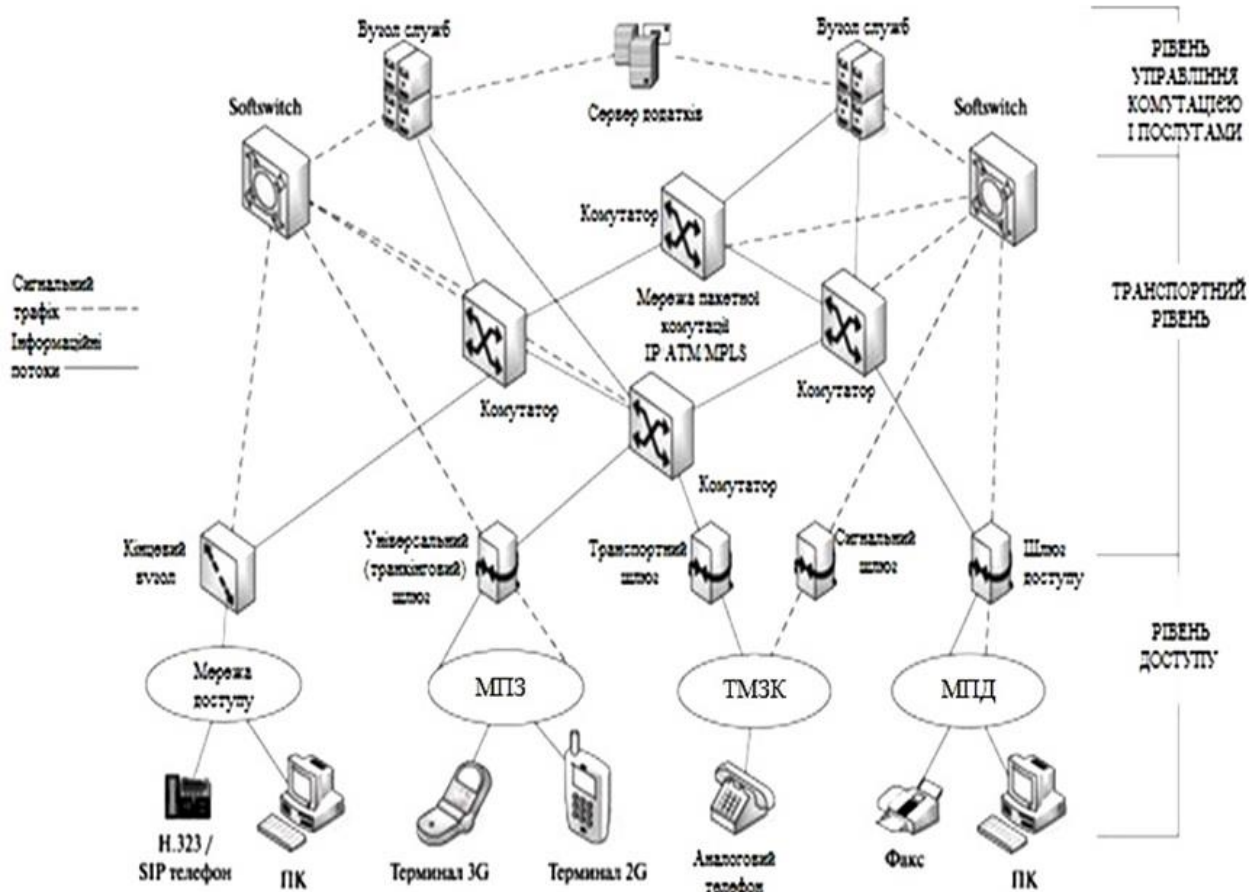 Вузол служб
Сервер додатків
Вузол служб
РІВЕНЬ
УПРАВЛІННЯ
КОМУТАЦІЄЮ
І ПОСЛУГАМИ
Softswitch
Softswitch
Комутатор
Сигнальний
трафік
Інформаційні
потоки
Мережа пакетної
комутації
IP ATM MPLS
ТРАНСПОРТНИЙ
РІВЕНЬ
Комутатор
Комутатор
Комутатор
Кінцевий
вузол
Універсальний
(транкінговий)
шлюз
Транспортний
шлюз
Сигнальний
шлюз
Шлюз
доступу
РІВЕНЬ
ДОСТУПУ
Мережа
доступу
МПЗ
ТМЗК
МПД
H.323 /
SIP телефон
ПК
Термінал 3G
Термінал 2G
Аналоговий
телефон
Факс
ПК